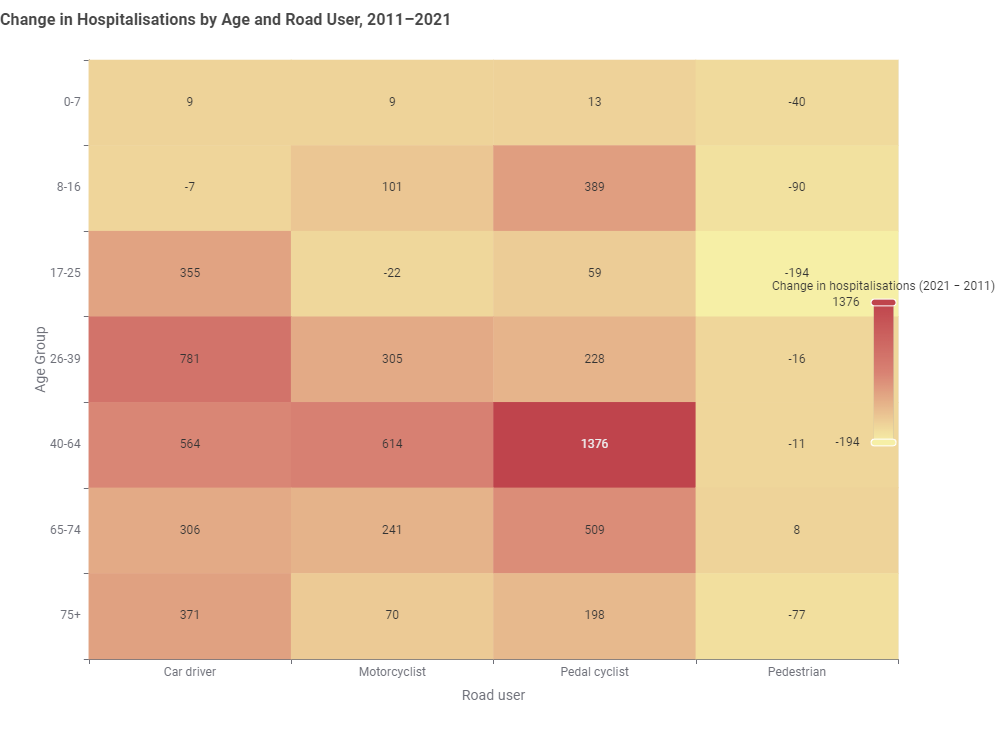 Change in Hospitalisations by Age and Road User, 2011–2021
0-7 9 9 13 -40
8-16 -7 101 389 -90
17-25 355 -22 59 -194
Change in hospitalisations (2021 − 2011)
1376
Age Group
26-39 781 305 228 -16
40-64 564 614 1376 -11 -194
65-74 306 241 509 8
75+ 371 70 198 -77
Car driver Motorcyclist Pedal cyclist Pedestrian
Road user